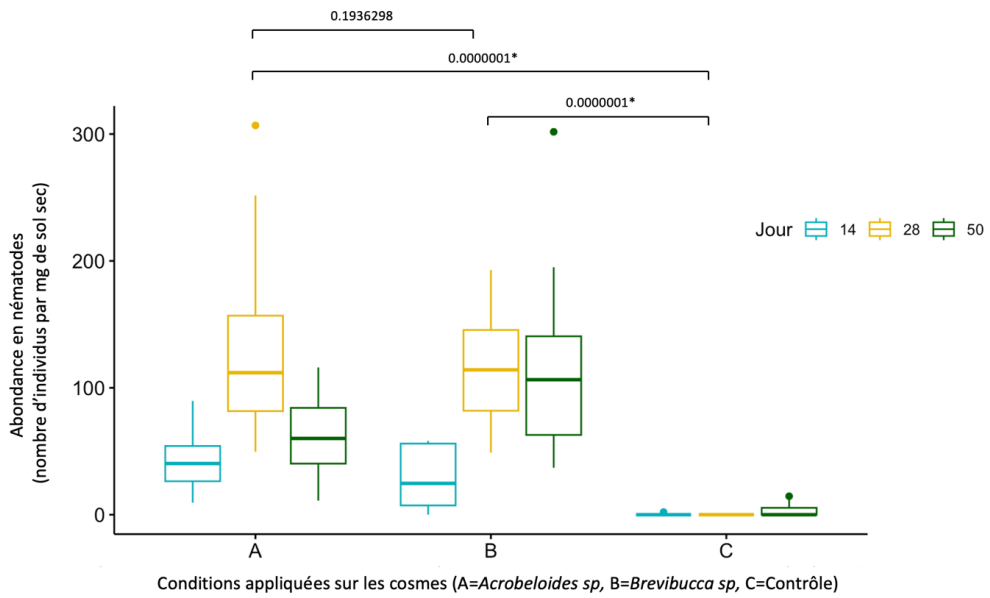 0.1936298
0.0000001*
0.0000001*
300
200
100
0
Abondance en nématodes
(nombre d'individus par mg de sol sec)
Jour 14 28 50
A B C
Conditions appliquées sur les cosmes (A=Acrobeloides sp, B=Brevibucca sp, C=Contrôle)